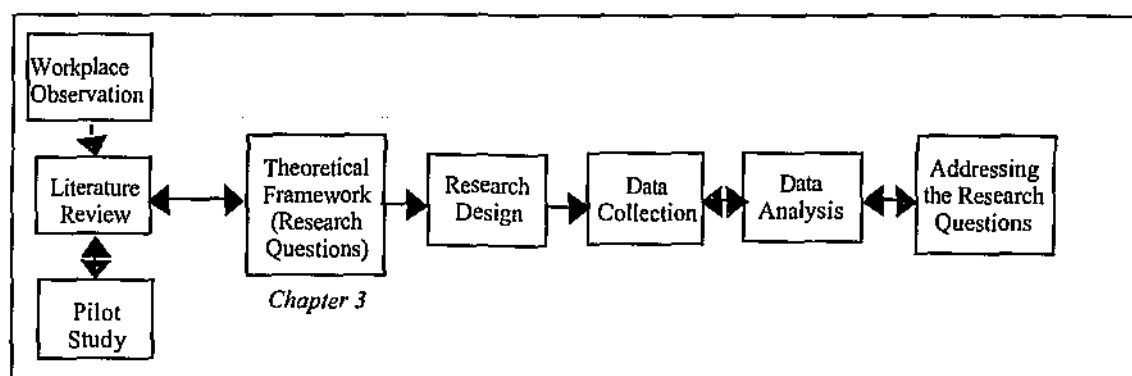 Workplace
Observation
Literature
Review
Pilot
Study
Theoretical
Framework
(Research
Questions)
Chapter 3
Research
Design
Data
Collection
Data
Analysis
Addressing
the Research
Questions